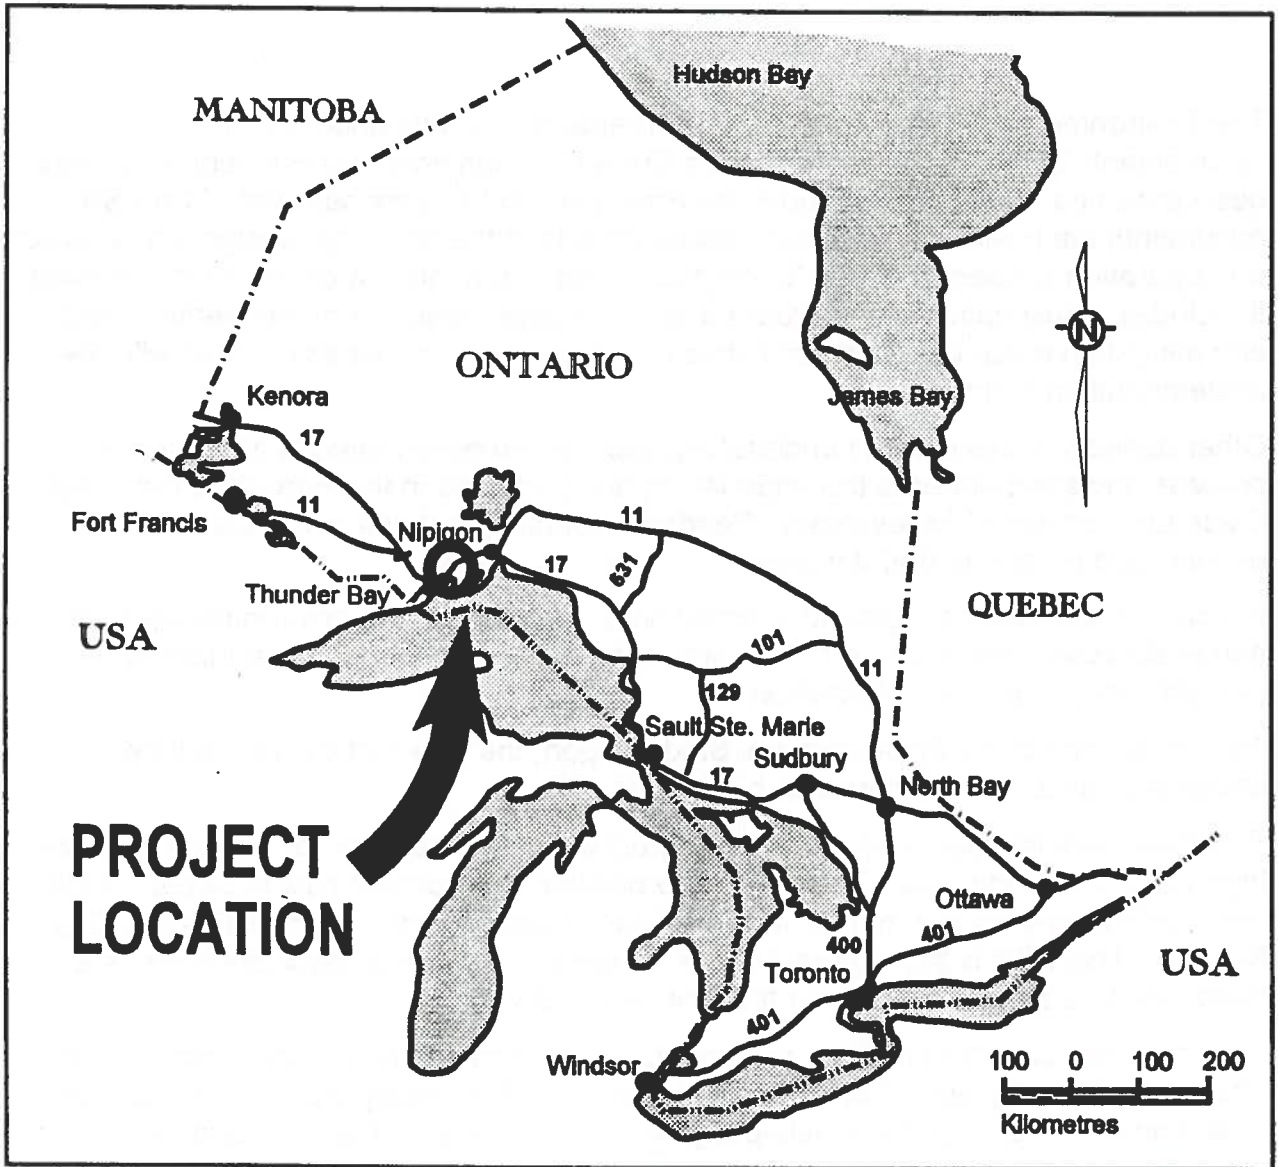 Hudson Bay
MANITOBA
N
ONTARIO
James Bay
Kenora
17
11
Fort Francis
Nipigon
11
17
631
Thunder Bay
QUEBEC
USA
101
11
129
Sault Ste. Marie
Sudbury
17
North Bay
PROJECT
LOCATION
Ottawa
400
401
Toronto
USA
401
Windsor
100 0 100 200
Kilometres